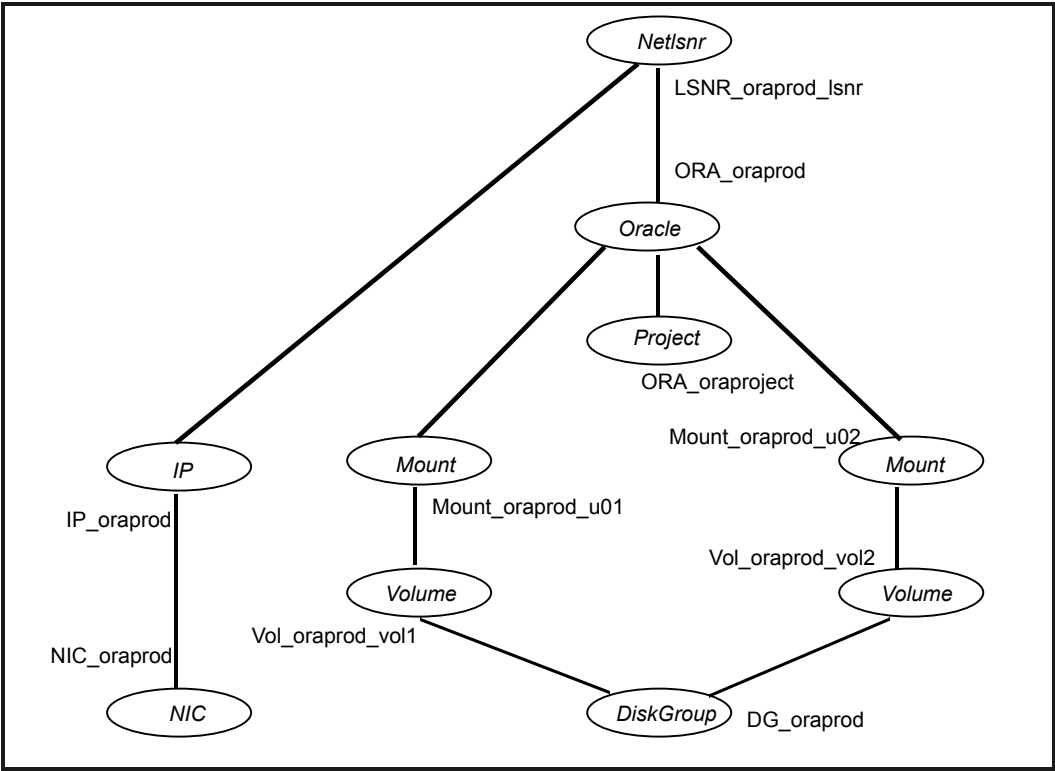 Netlsnr
LSNR_oraprod_lsnr
ORA_oraprod
Oracle
Project
ORA_oraproject
Mount_oraprod_u02
IP
Mount
Mount
IP_oraprod
Mount_oraprod_u01
Vol_oraprod_vol2
Volume
Volume
Vol_oraprod_vol1
NIC_oraprod
NIC
DiskGroup
DG_oraprod